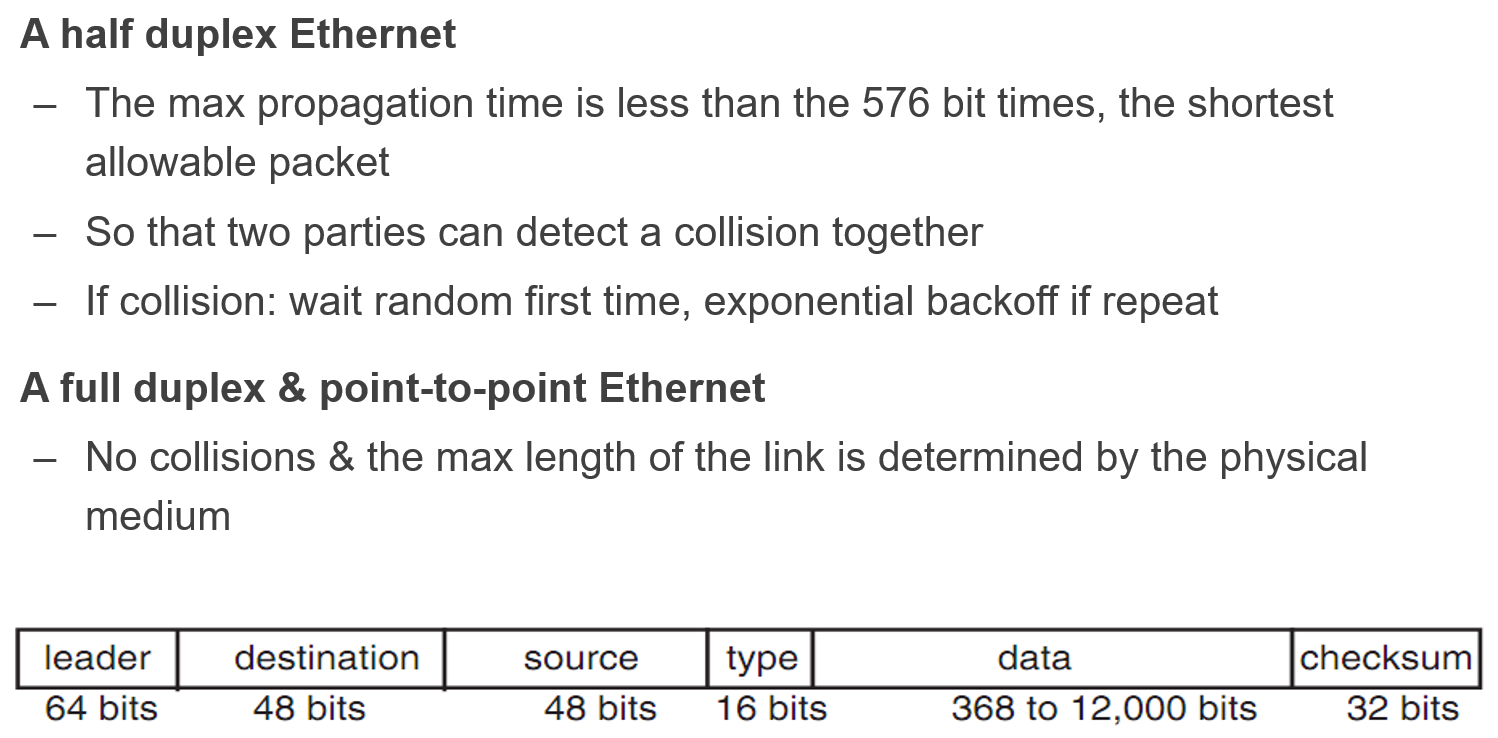 A half duplex Ethernet
– The max propagation time is less than the 576 bit times, the shortest
allowable packet
– So that two parties can detect a collision together
– If collision: wait random first time, exponential backoff if repeat
A full duplex & point-to-point Ethernet
– No collisions & the max length of the link is determined by the physical
medium
leader destination source type data checksum
64 bits 48 bits 48 bits 16 bits 368 to 12,000 bits 32 bits